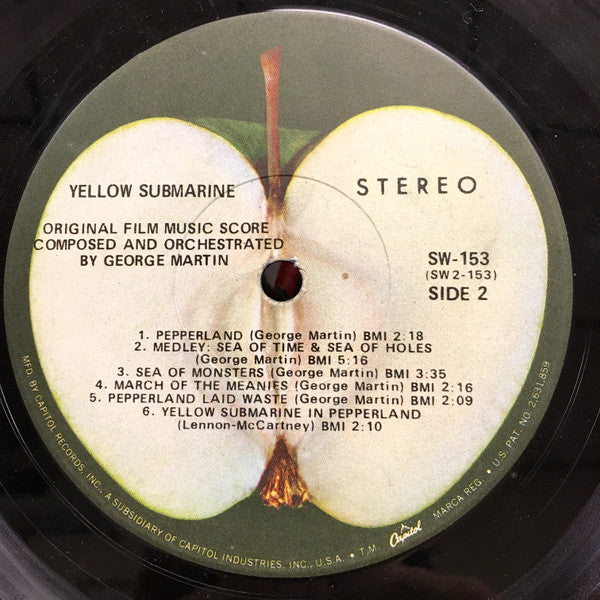 YELLOW SUBMARINE
STEREO
ORIGINAL FILM MUSIC SCORE
COMPOSED AND ORCHESTRATED
BY GEORGE MARTIN
SW-153
(SW2-153)
SIDE 2
1. PEPPERLAND (George Martin) BMI 2:18
2. MEDLEY: SEA OF TIME & SEA OF HOLES
(George Martin) BMI 5:16
3. SEA OF MONSTERS (George Martin) BMI 3:35
4. MARCH OF THE MEANIES (George Martin) BMI 2:16
5. PEPPERLAND LAID WASTE (George Martin) BMI 2:09
6. YELLOW SUBMARINE IN PEPPERLAND
(Lennon-McCartney) BMI 2:10
MFD. BY CAPITOL RECORDS, INC., A SUBSIDIARY OF CAPITOL INDUSTRIES, INC., U.S.A. • T.M. Capitol MARCA REG. • U.S. PAT. NO. 2,631,859